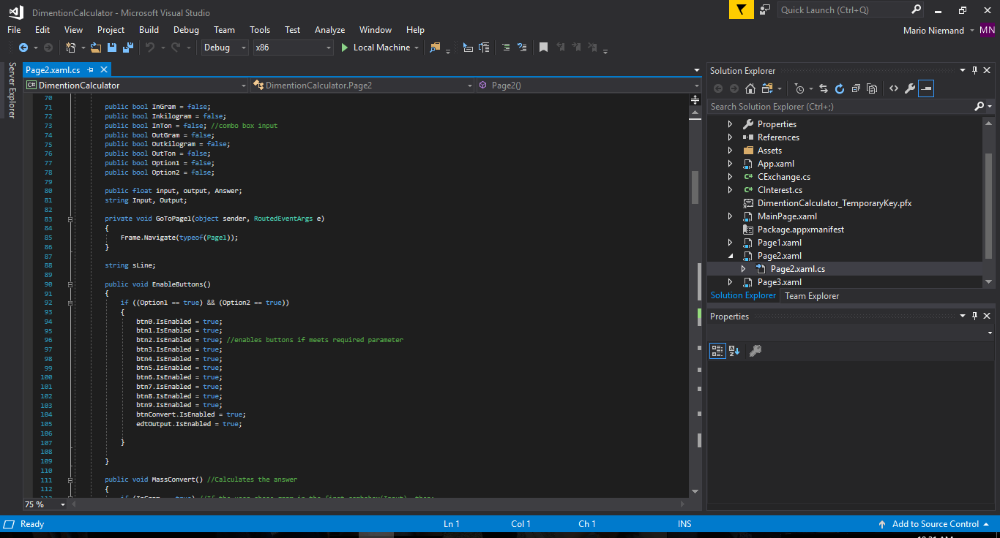 DimentionCalculator - Microsoft Visual Studio
Quick Launch (Ctrl+Q)
File Edit View Project Build Debug Team Tools Test Analyze Window Help
Mario Niemand MN
Debug x86 Local Machine
Server Explorer
Page2.xaml.cs
DimentionCalculator DimentionCalculator.Page2 Page2()
70
71 public bool InGram = false;
72 public bool Inkilogram = false;
73 public bool InTon = false; //combo box input
74 public bool OutGram = false;
75 public bool Outkilogram = false;
76 public bool OutTon = false;
77 public bool Option1 = false;
78 public bool Option2 = false;
79
80 public float input, output, Answer;
81 string Input, Output;
82
83 private void GoToPage1(object sender, RoutedEventArgs e)
84 {
85 Frame.Navigate(typeof(Page1));
86 }
87
88 string sLine;
89
90 public void EnableButtons()
91 {
92 if ((Option1 == true) && (Option2 == true))
93 {
94 btn0.IsEnabled = true;
95 btn1.IsEnabled = true;
96 btn2.IsEnabled = true; //enables buttons if meets required parameter
97 btn3.IsEnabled = true;
98 btn4.IsEnabled = true;
99 btn5.IsEnabled = true;
100 btn6.IsEnabled = true;
101 btn7.IsEnabled = true;
102 btn8.IsEnabled = true;
103 btn9.IsEnabled = true;
104 btnConvert.IsEnabled = true;
105 edtOutput.IsEnabled = true;
106
107 }
108
109 }
110
111 public void MassConvert() //Calculates the answer
112 {
75 %
Solution Explorer
Search Solution Explorer (Ctrl+;)
Properties
References
Assets
App.xaml
C# CExchange.cs
C# CInterest.cs
DimentionCalculator_TemporaryKey.pfx
MainPage.xaml
Package.appxmanifest
Page1.xaml
Page2.xaml
Page2.xaml.cs
Page3.xaml
Solution Explorer Team Explorer
Properties
Ready Ln 1 Col 1 Ch 1 INS Add to Source Control